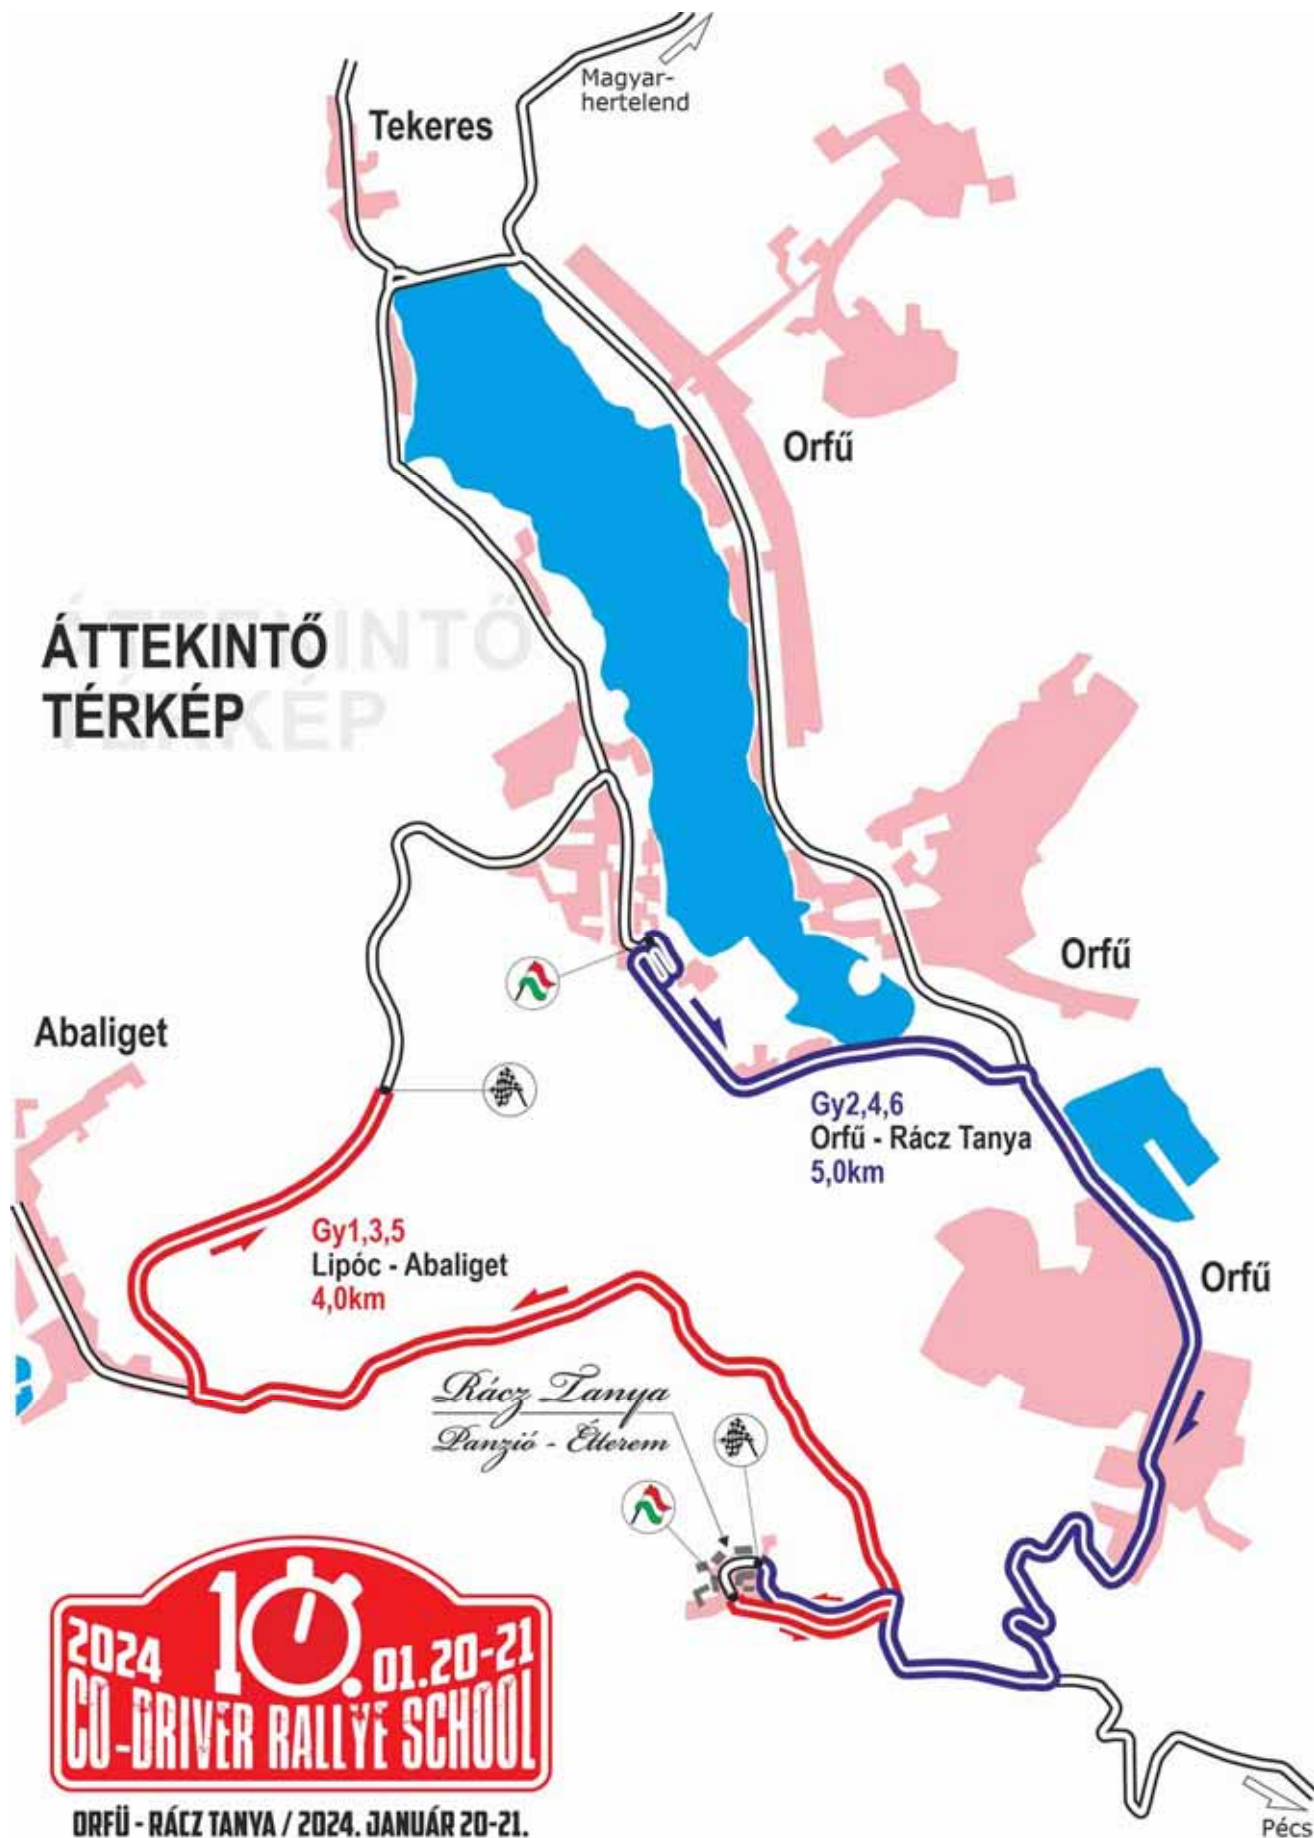 Magyar-
hertelend
Tekeres
Orfű
ÁTTEKINTŐ
TÉRKÉP
Orfű
Abaliget
Gy2,4,6
Orfű - Rácz Tanya
5,0km
Gy1,3,5
Lipóc - Abaliget
4,0km
Orfű
Rácz Tanya
Panzió - Étterem
2024 10. 01.20-21
CO-DRIVER RALLYE SCHOOL
ORFÜ - RÁCZ TANYA / 2024. JANUÁR 20-21.
Pécs